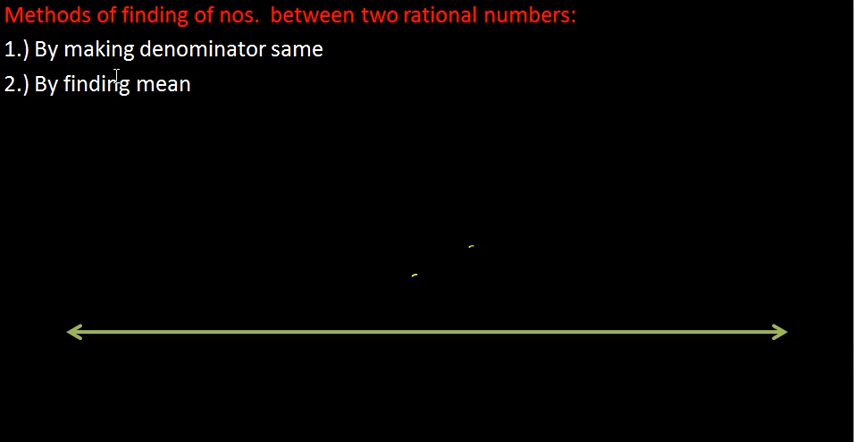 Methods of finding of nos. between two rational numbers:
1.) By making denominator same
2.) By finding mean